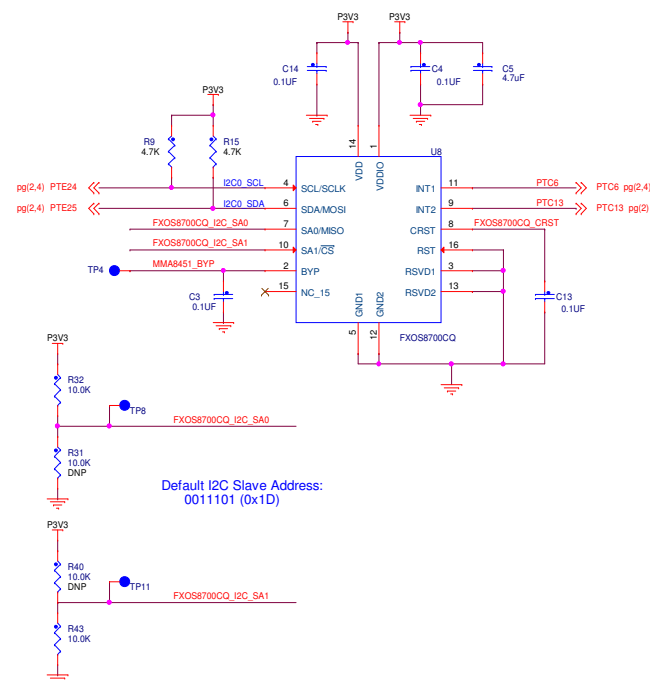 P3V3
P3V3
C14
0.1UF
C4
0.1UF
C5
4.7uF
P3V3
R9
4.7K
R15
4.7K
14
1
U8
VDD
VDDIO
pg(2,4) PTE24
I2C0_SCL
4
SCL/SCLK
INT1
11
PTC6
PTC6 pg(2,4)
pg(2,4) PTE25
I2C0_SDA
6
SDA/MOSI
INT2
9
PTC13
PTC13 pg(2)
FXOS8700CQ_I2C_SA0
7
SA0/MISO
CRST
8
FXOS8700CQ_CRST
FXOS8700CQ_I2C_SA1
10
SA1/CS
RST
16
TP4
MMA8451_BYP
2
BYP
RSVD1
3
15
NC_15
RSVD2
13
C3
0.1UF
C13
0.1UF
GND1
GND2
5
12
FXOS8700CQ
P3V3
R32
10.0K
TP8
FXOS8700CQ_I2C_SA0
R31
10.0K
DNP
Default I2C Slave Address:
0011101 (0x1D)
P3V3
R40
10.0K
DNP
TP11
FXOS8700CQ_I2C_SA1
R43
10.0K